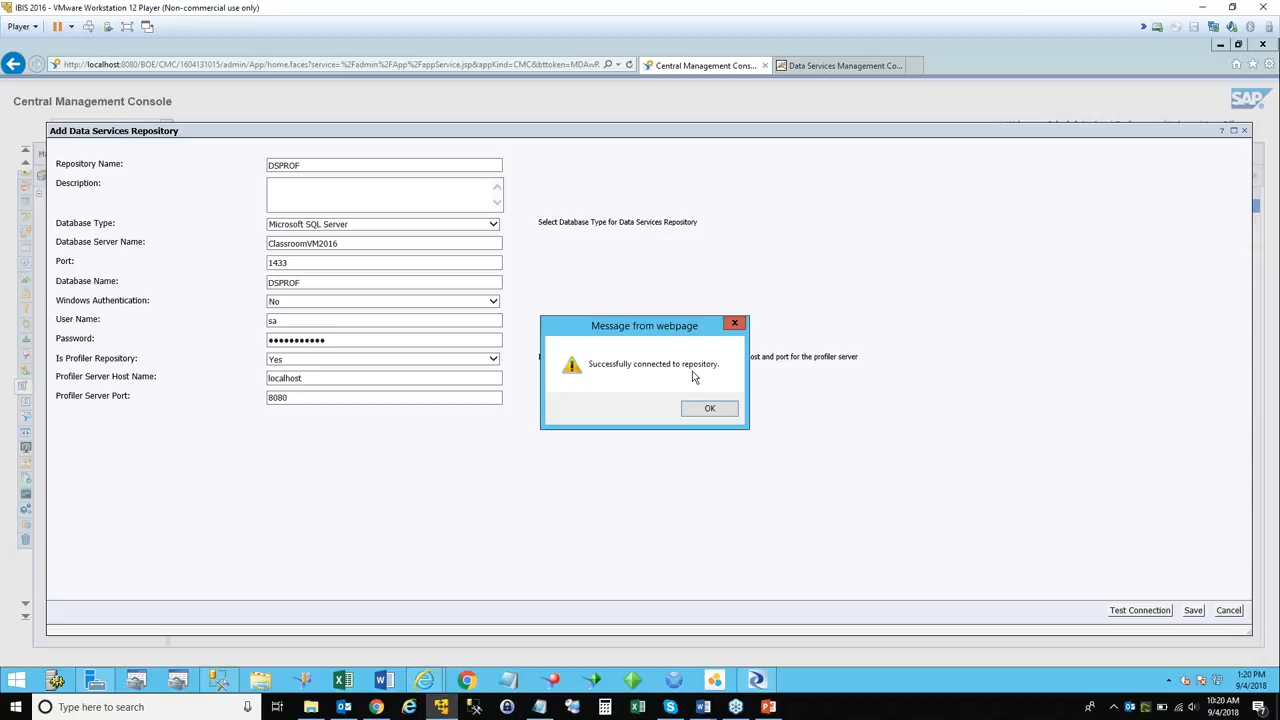 IBIS 2016 - VMware Workstation 12 Player (Non-commercial use only)
Player
http://localhost:8080/BOE/CMC/1604131015/admin/App/home.faces?service=%2Fadmin%2FApp%2FappService.jsp&appKind=CMC&bttoken=MDAwR
Central Management Cons...
Data Services Management Co...
Central Management Console
SAP
Add Data Services Repository
Repository Name:
DSPROF
Description:
Database Type:
Microsoft SQL Server
Select Database Type for Data Services Repository
Database Server Name:
ClassroomVM2016
Port:
1433
Database Name:
DSPROF
Windows Authentication:
No
User Name:
sa
Password:
Is Profiler Repository:
Yes
ost and port for the profiler server
Profiler Server Host Name:
localhost
Profiler Server Port:
8080
Message from webpage
Successfully connected to repository.
OK
Test Connection
Save
Cancel
1:20 PM
9/4/2018
Type here to search
10:20 AM
9/4/2018